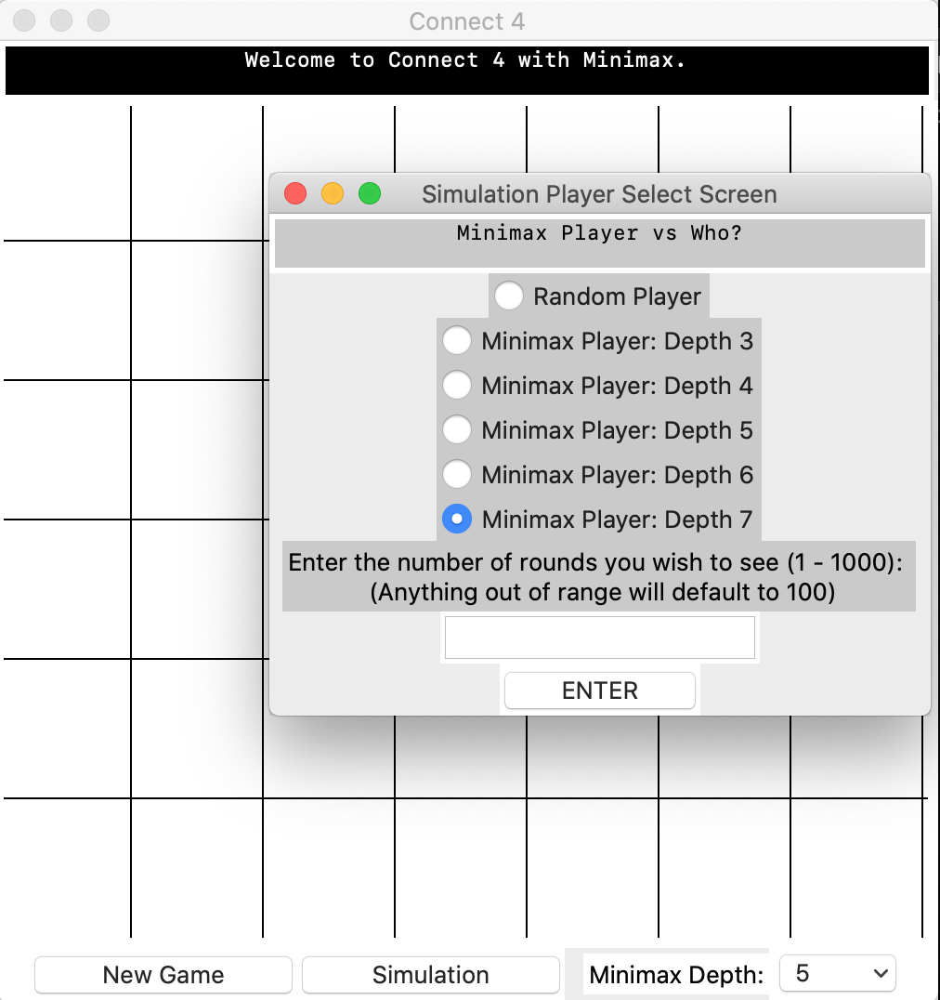 Connect 4
Welcome to Connect 4 with Minimax.
Simulation Player Select Screen
Minimax Player vs Who?
Random Player
Minimax Player: Depth 3
Minimax Player: Depth 4
Minimax Player: Depth 5
Minimax Player: Depth 6
Minimax Player: Depth 7
Enter the number of rounds you wish to see (1 - 1000):
(Anything out of range will default to 100)
ENTER
New Game Simulation Minimax Depth: 5